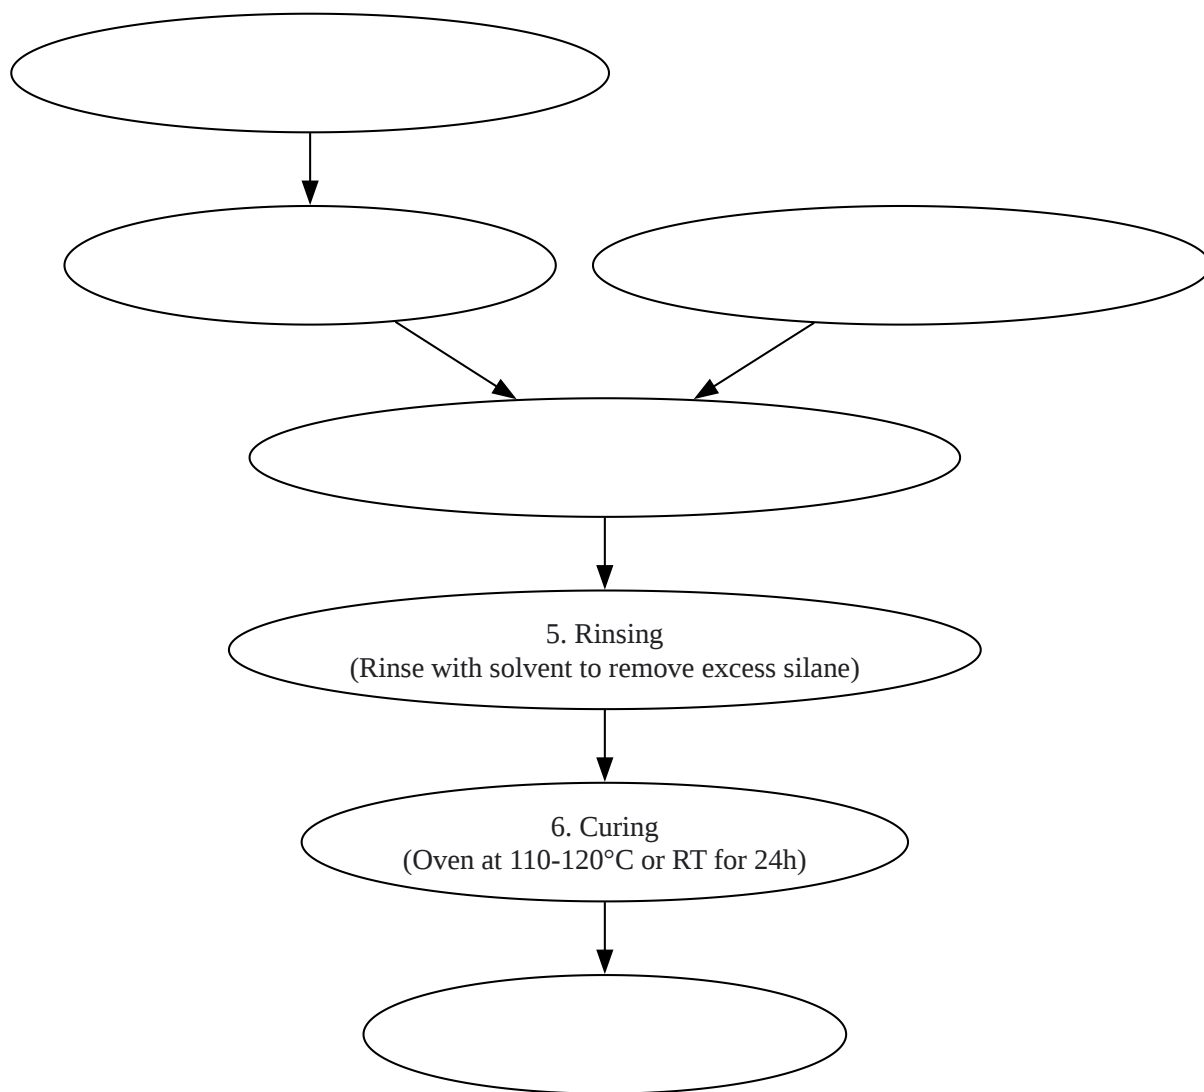 5. Rinsing
(Rinse with solvent to remove excess silane)
6. Curing
(Oven at 110-120°C or RT for 24h)